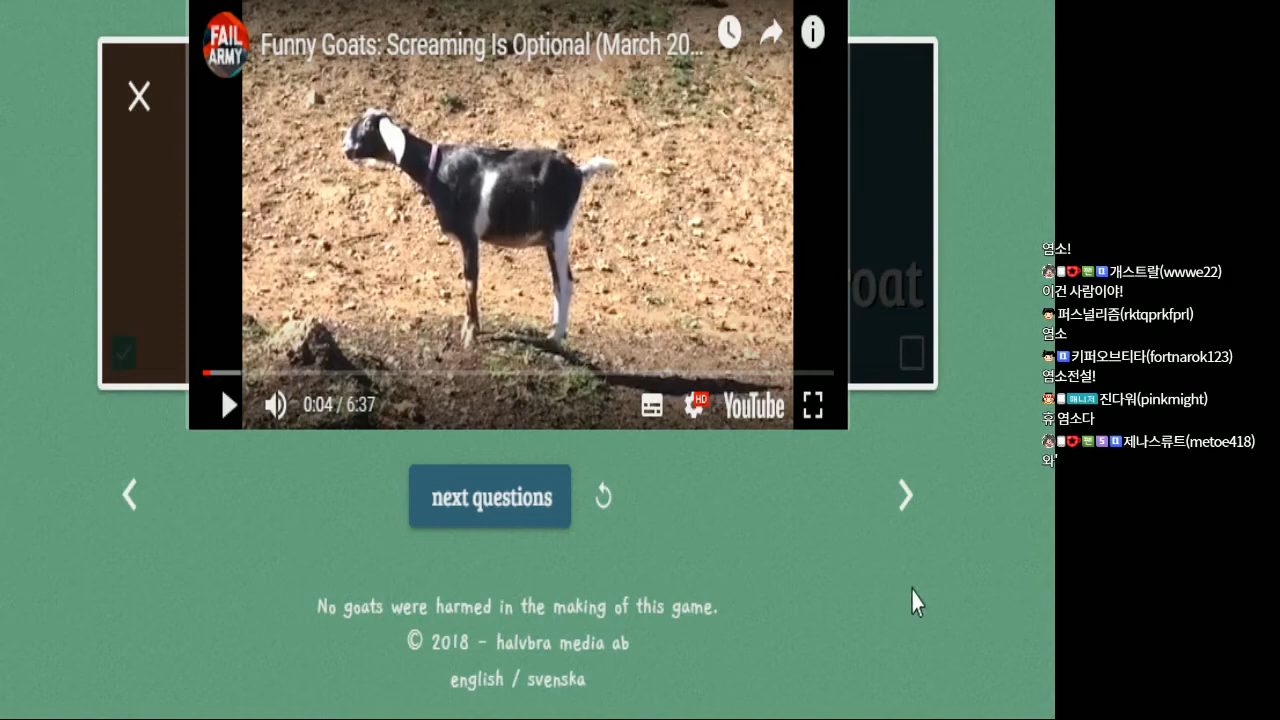 FAIL ARMY
Funny Goats: Screaming Is Optional (March 20...
oat
0:04 / 6:37
HD
YouTube
next questions
No goats were harmed in the making of this game.
© 2018 - halvbra media ab
english / svenska
염소!
개스트랄(wwwe22)
이건 사람이야!
퍼스널리즘(rktqprkfprl)
염소
키퍼오브티타(fortnarok123)
염소전설!
매니저 진다워(pinkmight)
휴 염소다
제나스류트(metoe418)
와'